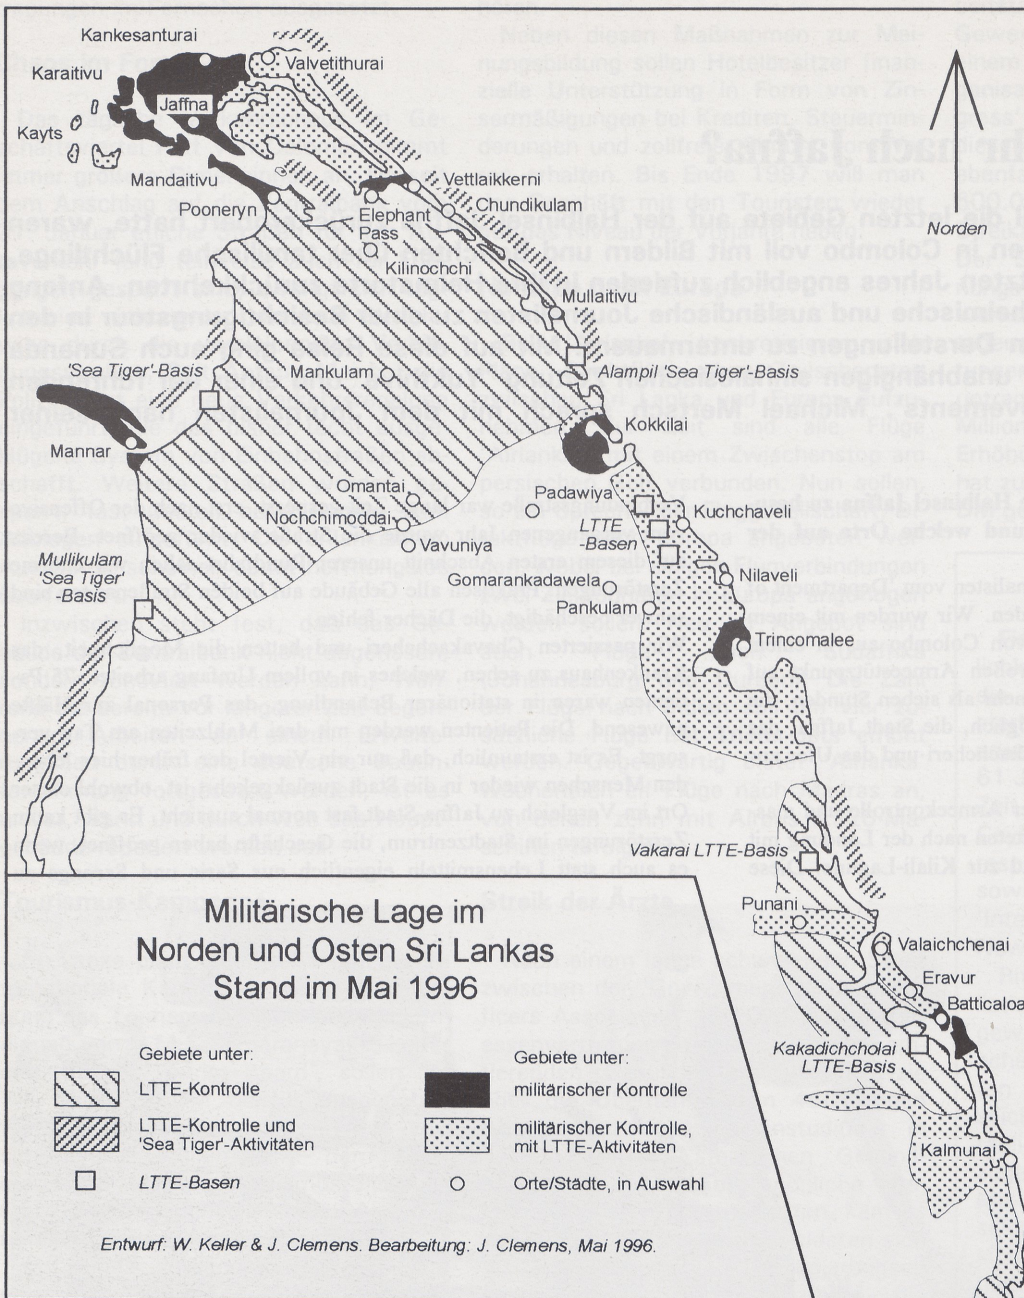 Kankesanturai
Karaitivu
Valvetithurai
Jaffna
Kayts
Mandaitivu
Vettlaikkerni
Pooneryn
Chundikulam
Elephant
Pass
Norden
Kilinochchi
Mullaitivu
'Sea Tiger'-Basis
Mankulam
Alampil 'Sea Tiger'-Basis
Kokkilai
Mannar
Omantai
Padawiya
Nochchimoddai
Kuchchaveli
LTTE
-Basen
Vavuniya
Mullikulam
'Sea Tiger'
-Basis
Nilaveli
Gomarankadawela
Pankulam
Trincomalee
Vakarai LTTE-Basis
Punani
Valaichchenai
Eravur
Batticaloa
Kakadichcholai
LTTE-Basis
Kalmunai
Militärische Lage im
Norden und Osten Sri Lankas
Stand im Mai 1996
Gebiete unter:
LTTE-Kontrolle
LTTE-Kontrolle und
'Sea Tiger'-Aktivitäten
LTTE-Basen
Gebiete unter:
militärischer Kontrolle
militärischer Kontrolle,
mit LTTE-Aktivitäten
Orte/Städte, in Auswahl
Entwurf: W. Keller & J. Clemens. Bearbeitung: J. Clemens, Mai 1996.